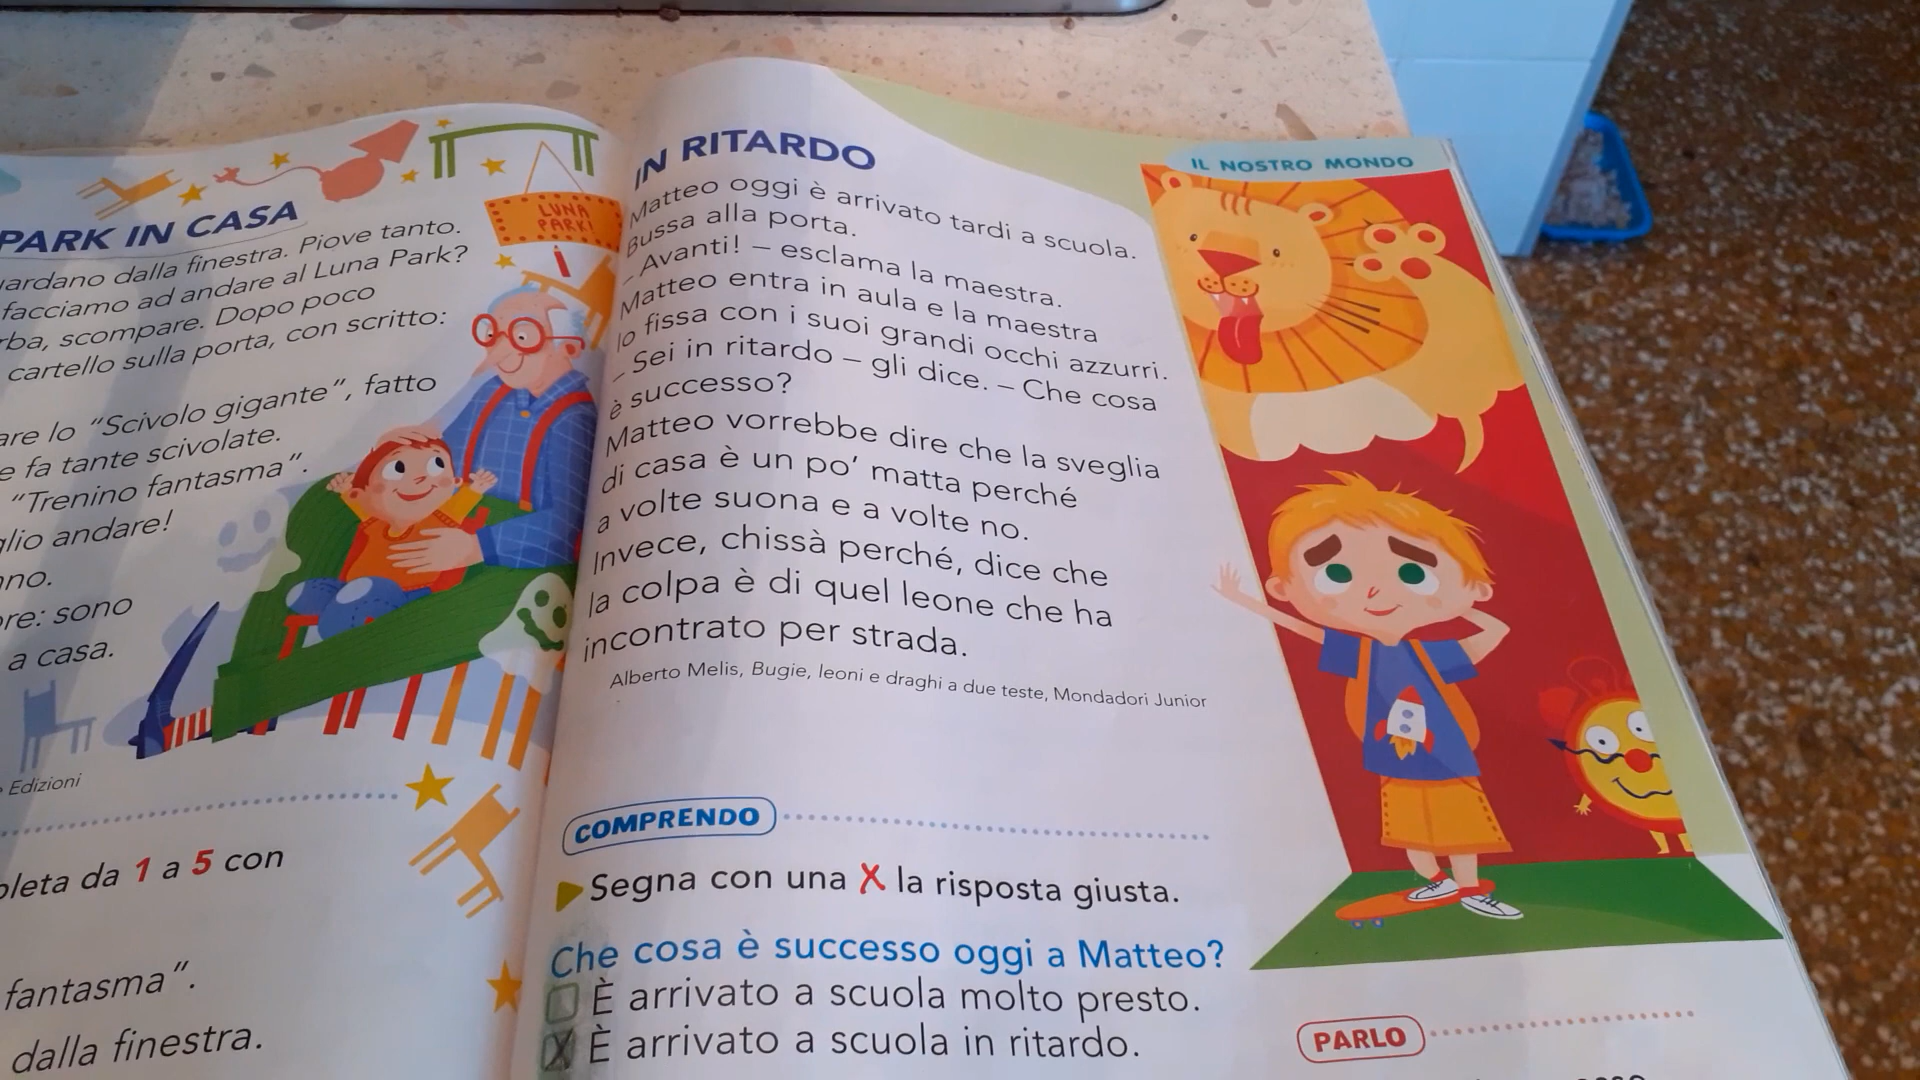 PARK IN CASA
ardano dalla finestra. Piove tanto.
facciamo ad andare al Luna Park?
rba, scompare. Dopo poco
cartello sulla porta, con scritto:
LUNA
PARK!
are lo "Scivolo gigante", fatto
e fa tante scivolate.
"Trenino fantasma".
glio andare!
no.
re: sono
a casa.
Edizioni
pleta da 1 a 5 con
fantasma".
dalla finestra.
IL NOSTRO MONDO
IN RITARDO
Matteo oggi è arrivato tardi a scuola.
Bussa alla porta.
– Avanti! – esclama la maestra.
Matteo entra in aula e la maestra
lo fissa con i suoi grandi occhi azzurri.
– Sei in ritardo – gli dice. – Che cosa
è successo?
Matteo vorrebbe dire che la sveglia
di casa è un po' matta perché
a volte suona e a volte no.
Invece, chissà perché, dice che
la colpa è di quel leone che ha
incontrato per strada.
Alberto Melis, Bugie, leoni e draghi a due teste, Mondadori Junior
COMPRENDO
Segna con una X la risposta giusta.
Che cosa è successo oggi a Matteo?
È arrivato a scuola molto presto.
X È arrivato a scuola in ritardo.
PARLO